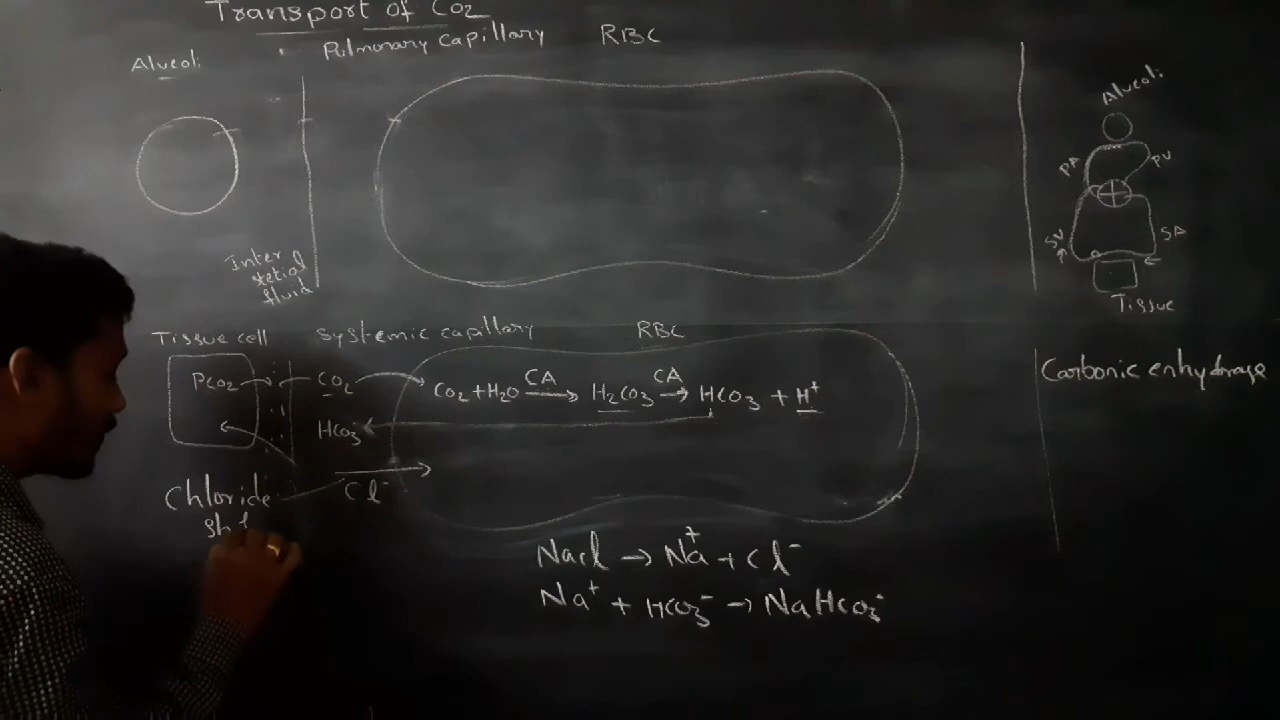 Transport of CO2
Pulmonary capillary RBC
Alveoli
Inter
stetial
fluid
Alveoli
PA PV
SV SA
Tissue
Tissue cell systemic capillary RBC
PCO2 CO2 CO2 + H2O CA → H2CO3 CA → HCO3 + H+
HCO3
Cl-
Chloride
Carbonic enhydrase
NaCl → Na+ + Cl-
Na+ + HCO3- → NaHCO3-